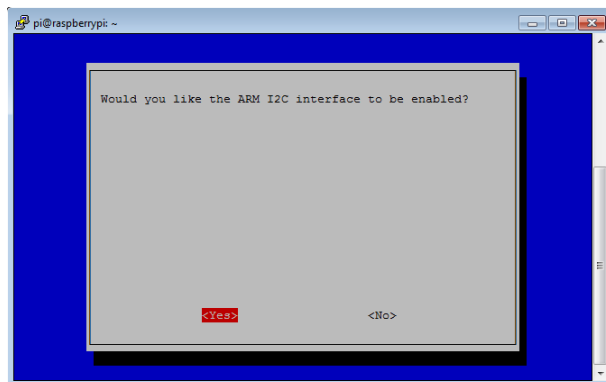 pi@raspberrypi: ~
Would you like the ARM I2C interface to be enabled?
<Yes> <No>